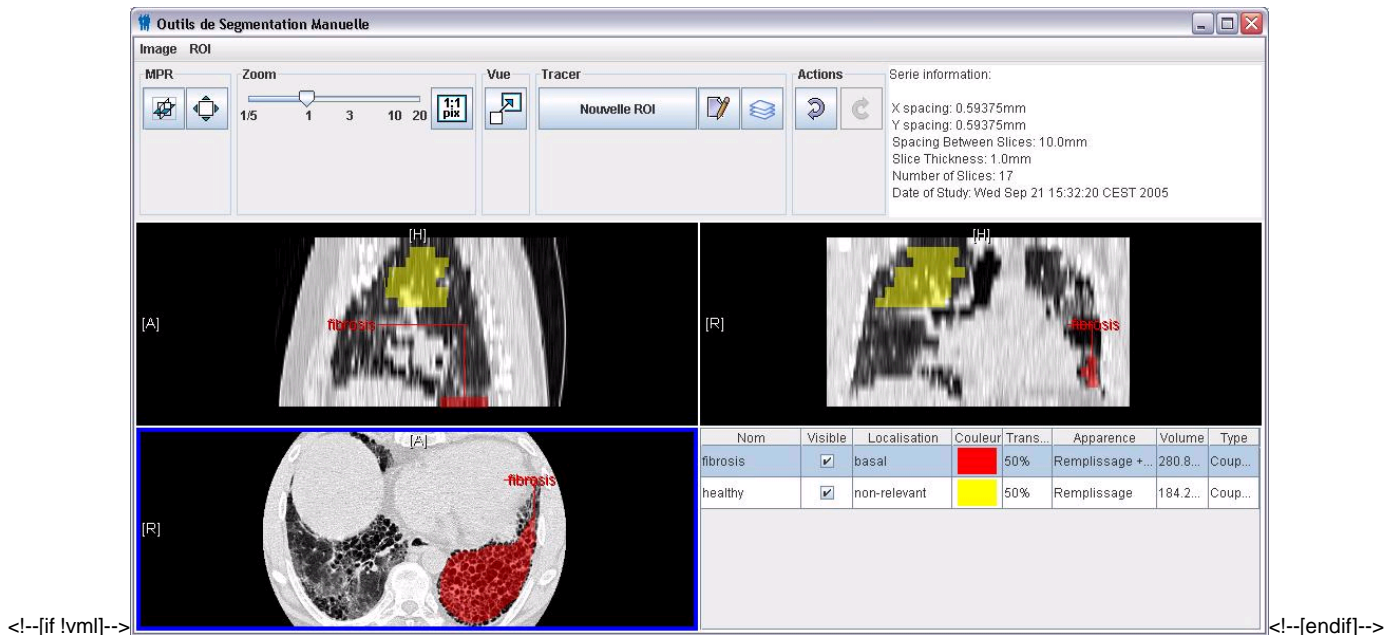 Outils de Segmentation Manuelle
Image ROI
MPR Zoom Vue Tracer Actions
1/5 1 3 10 20
1:1 pix
Nouvelle ROI
Serie information:
X spacing: 0.59375mm
Y spacing: 0.59375mm
Spacing Between Slices: 10.0mm
Slice Thickness: 1.0mm
Number of Slices: 17
Date of Study: Wed Sep 21 15:32:20 CEST 2005
[H]
[A]
fibrosis
[H]
[R]
fibrosis
[A]
fibrosis
[R]
Nom Visible Localisation Couleur Trans... Apparence Volume Type
fibrosis basal 50% Remplissage +... 280.8... Coup...
healthy non-relevant 50% Remplissage 184.2... Coup...
<!--[if !vml]--> <!--[endif]-->